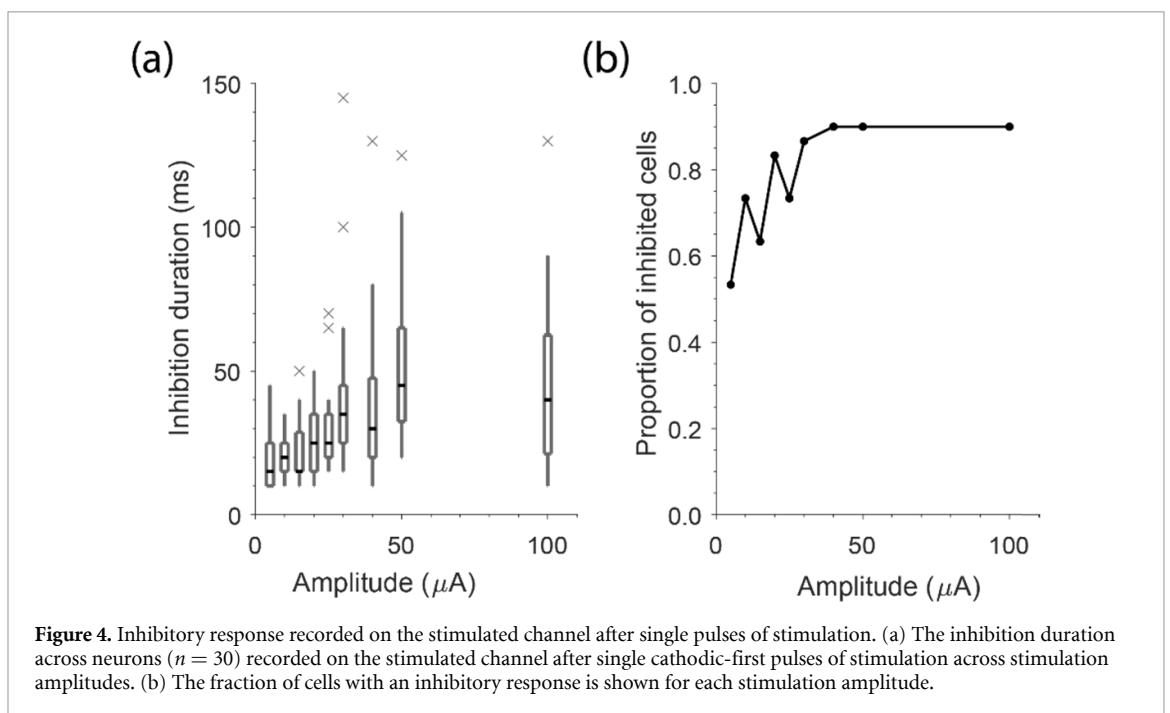 (a)
150
100
50
0
Inhibition duration (ms)
0
50
100
Amplitude (μA)
(b)
1.0
0.8
0.6
0.4
0.2
0.0
Proportion of inhibited cells
0
50
100
Amplitude (μA)
Figure 4. Inhibitory response recorded on the stimulated channel after single pulses of stimulation. (a) The inhibition duration
across neurons (n = 30) recorded on the stimulated channel after single cathodic-first pulses of stimulation across stimulation
amplitudes. (b) The fraction of cells with an inhibitory response is shown for each stimulation amplitude.